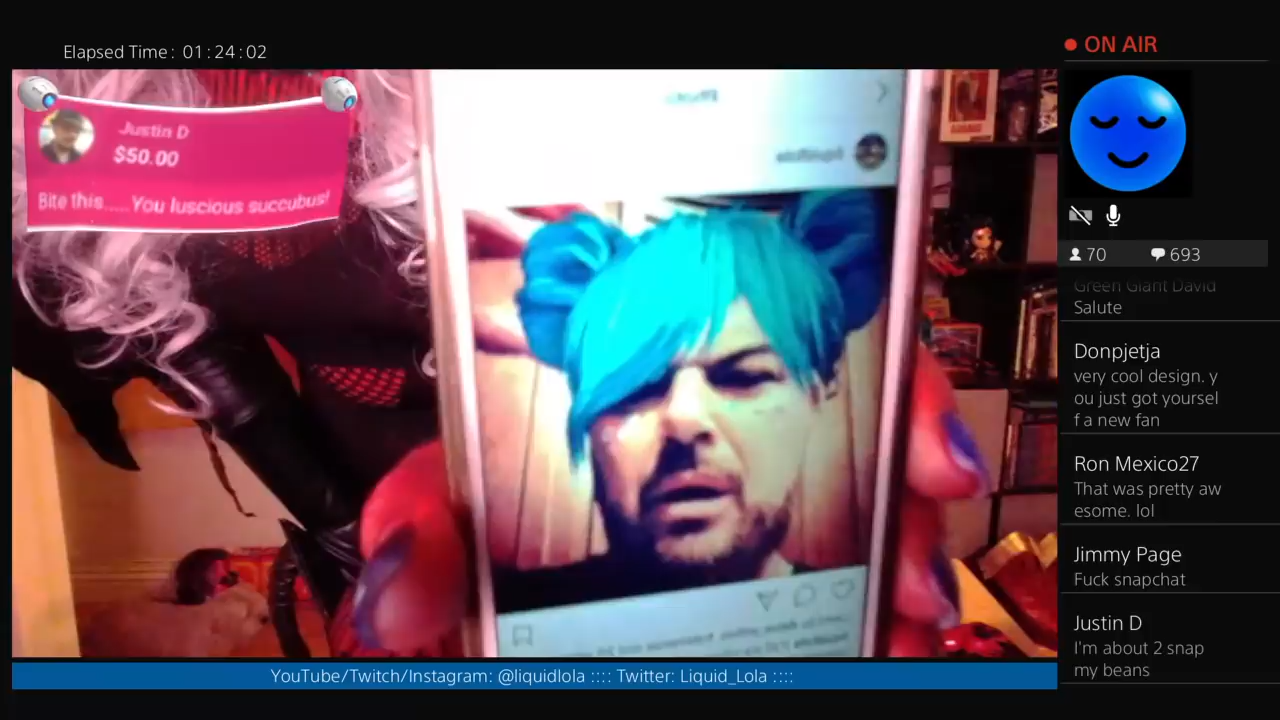 Elapsed Time: 01:24:02
ON AIR
Justin D
$50.00
Bite this.....You luscious succubus!
70 693
Green Giant David
Salute
Donpjetja
very cool design. y
ou just got yoursel
f a new fan
Ron Mexico27
That was pretty aw
esome. lol
Jimmy Page
Fuck snapchat
Justin D
I'm about 2 snap
my beans
YouTube/Twitch/Instagram: @liquidlola :::: Twitter: Liquid_Lola ::::